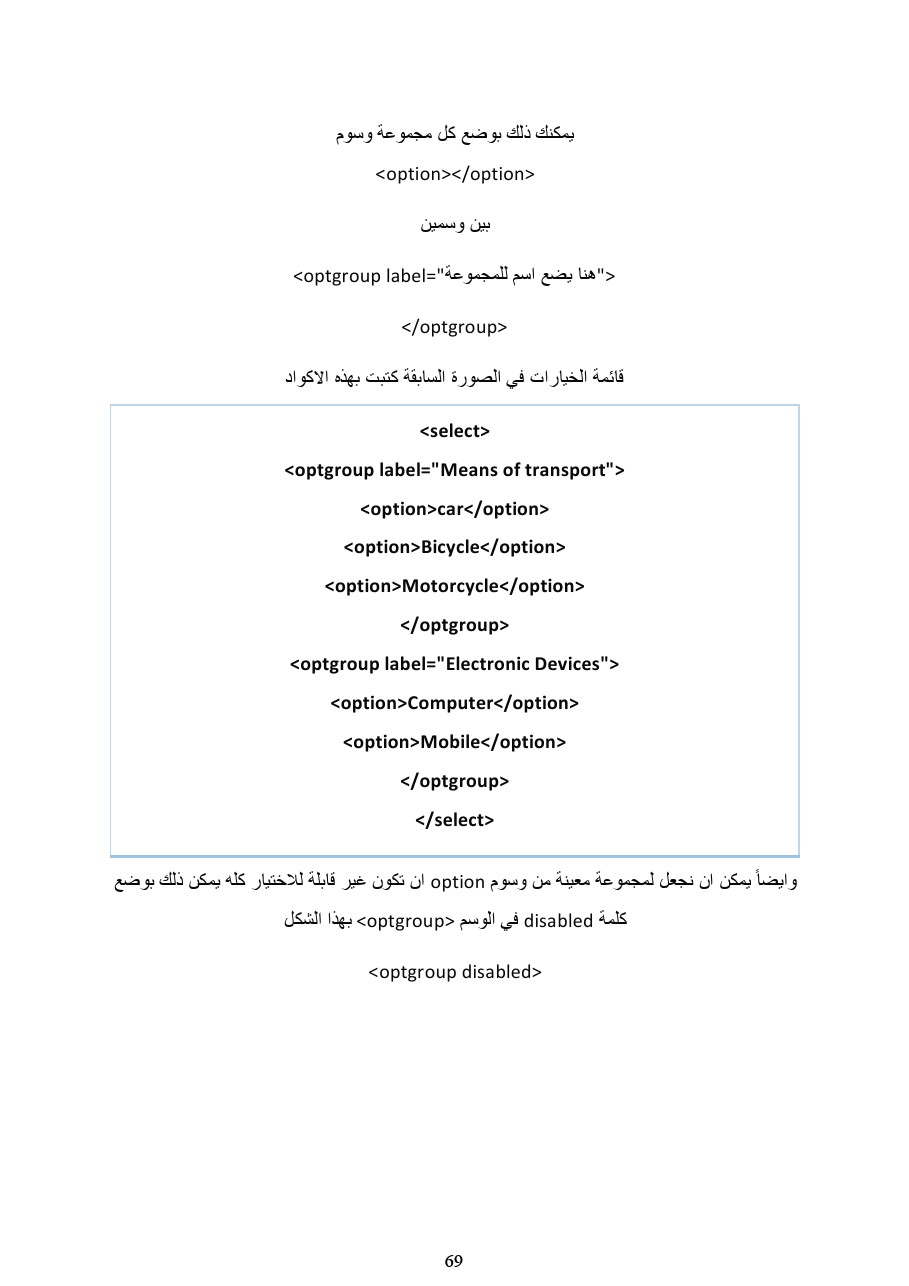 يمكنك ذلك بوضع كل مجموعة وسوم
<option></option>
بين وسمين
<optgroup label="هنا يضع اسم للمجموعة">
</optgroup>
قائمة الخيارات في الصورة السابقة كتبت بهذه الاكواد
<select>
<optgroup label="Means of transport">
<option>car</option>
<option>Bicycle</option>
<option>Motorcycle</option>
</optgroup>
<optgroup label="Electronic Devices">
<option>Computer</option>
<option>Mobile</option>
</optgroup>
</select>
وايضاً يمكن ان نجعل لمجموعة معينة من وسوم option ان تكون غير قابلة للاختيار كله يمكن ذلك بوضع
كلمة disabled في الوسم <optgroup> بهذا الشكل
<optgroup disabled>
69